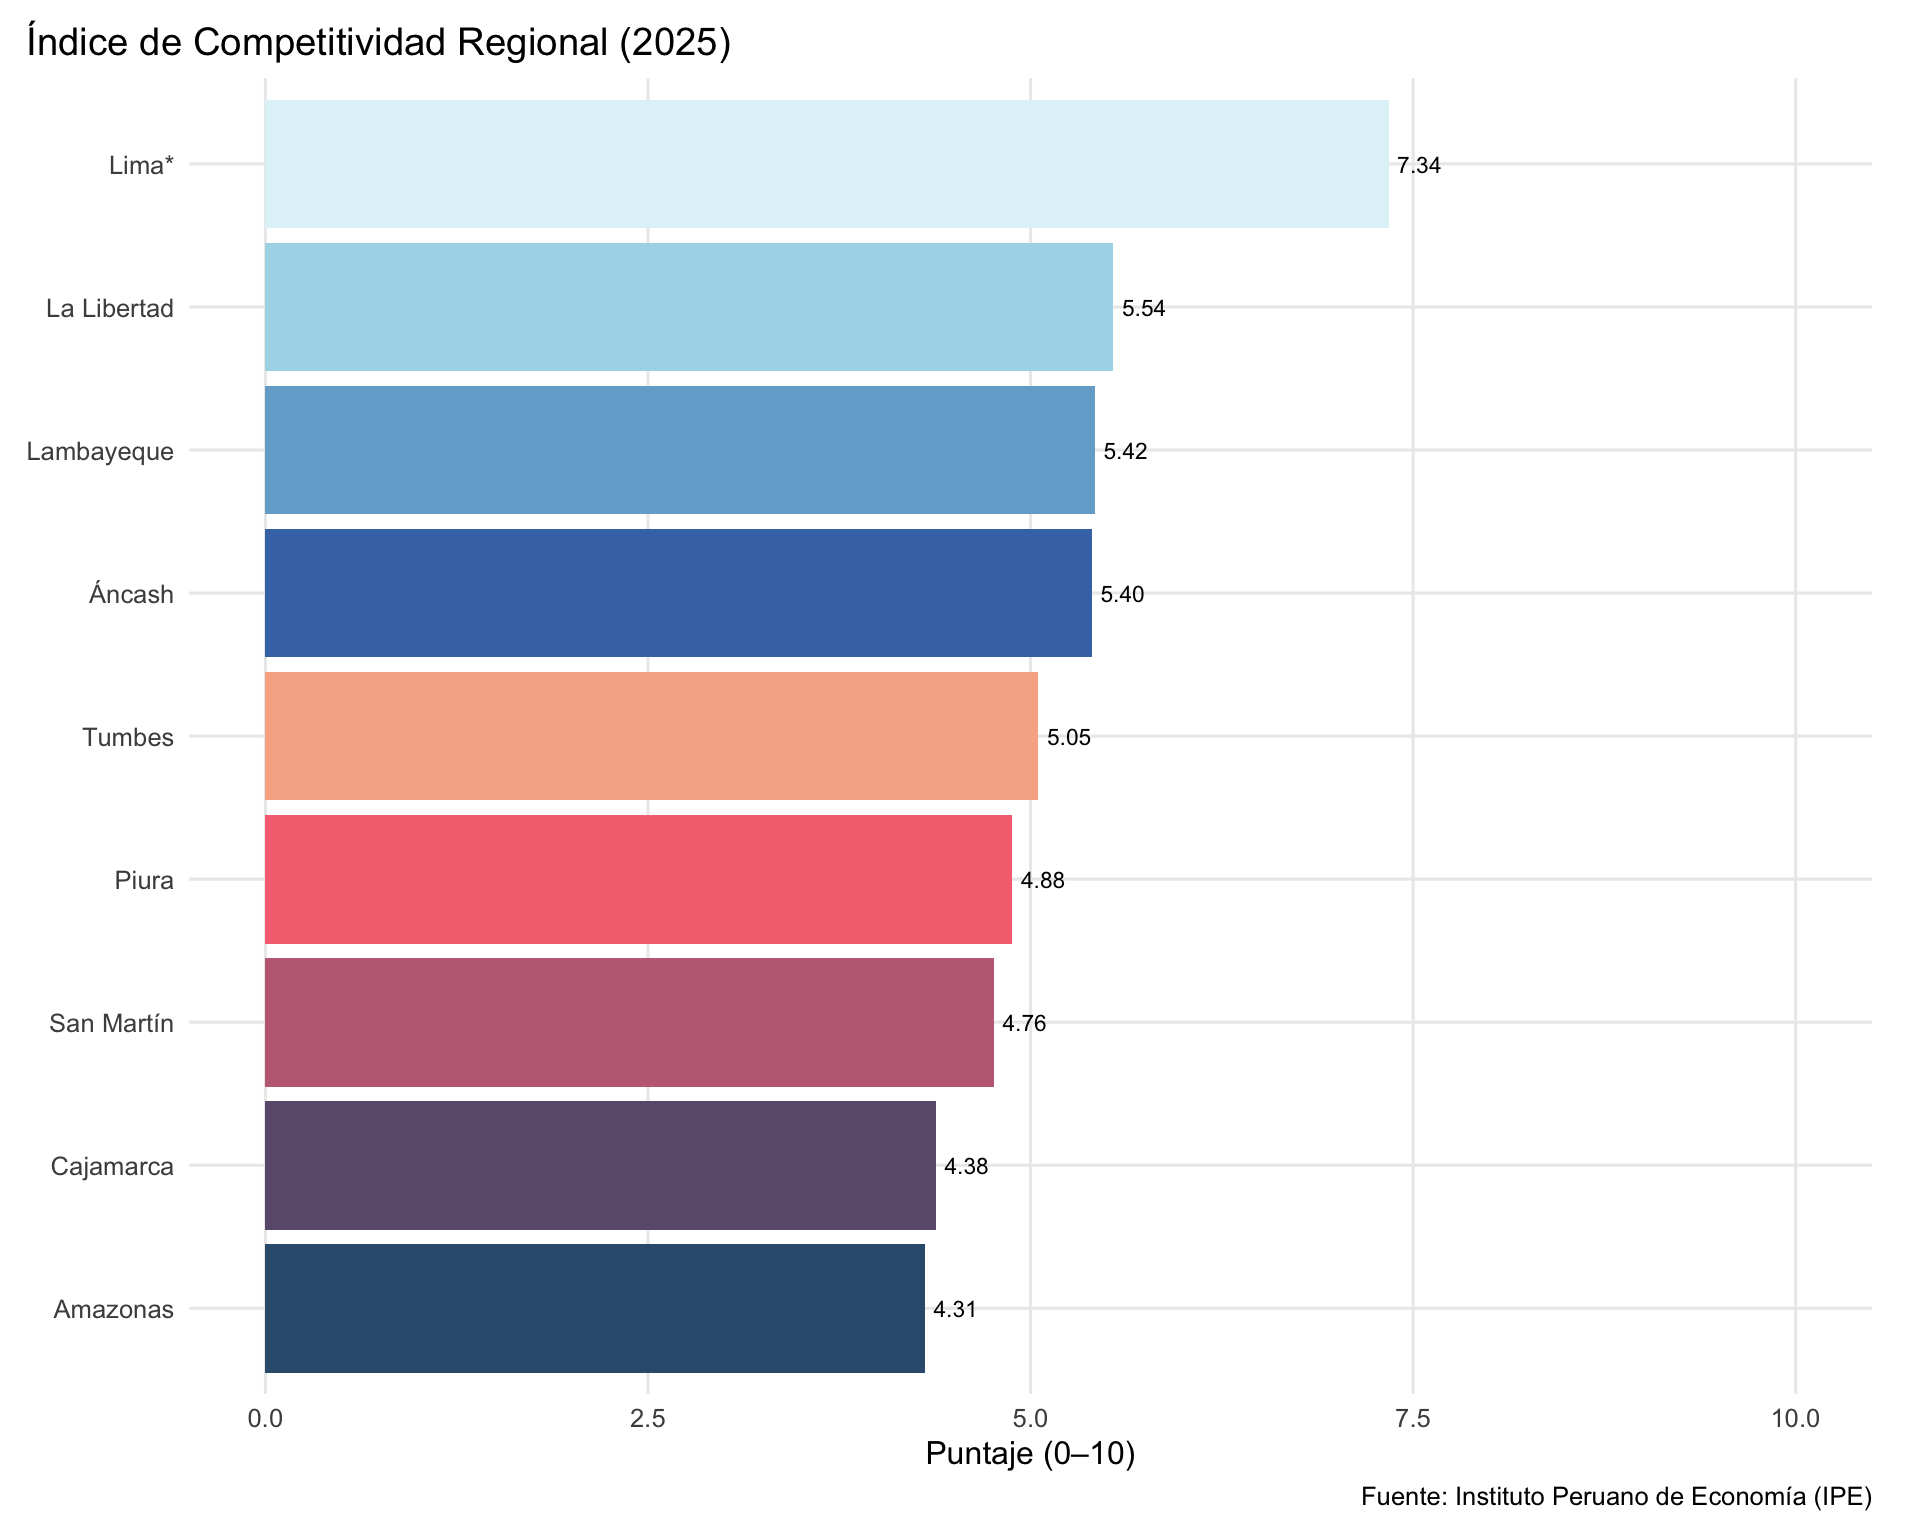 Índice de Competitividad Regional (2025)
Lima*
7.34
La Libertad
5.54
Lambayeque
5.42
Áncash
5.40
Tumbes
5.05
Piura
4.88
San Martín
4.76
Cajamarca
4.38
Amazonas
4.31
0.0 2.5 5.0 7.5 10.0
Puntaje (0–10)
Fuente: Instituto Peruano de Economía (IPE)